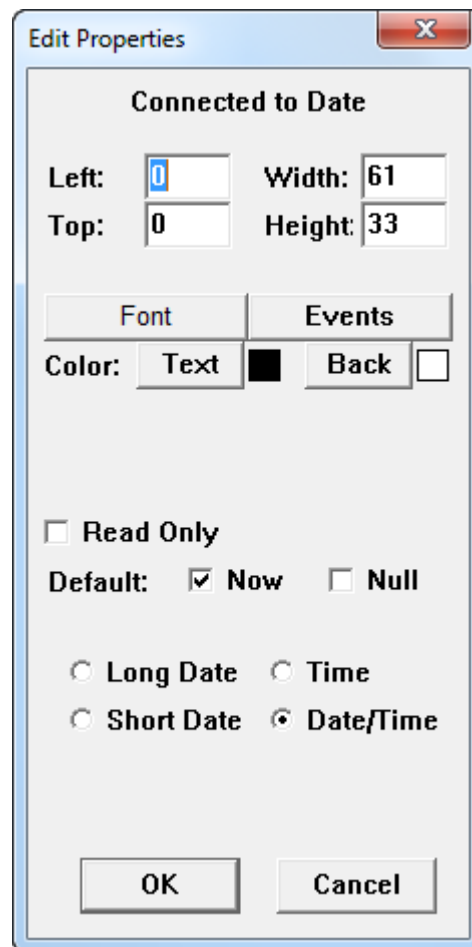 Edit Properties
Connected to Date
Left: 0 Width: 61
Top: 0 Height: 33
Font Events
Color: Text Back
Read Only
Default: Now Null
Long Date Time
Short Date Date/Time
OK Cancel